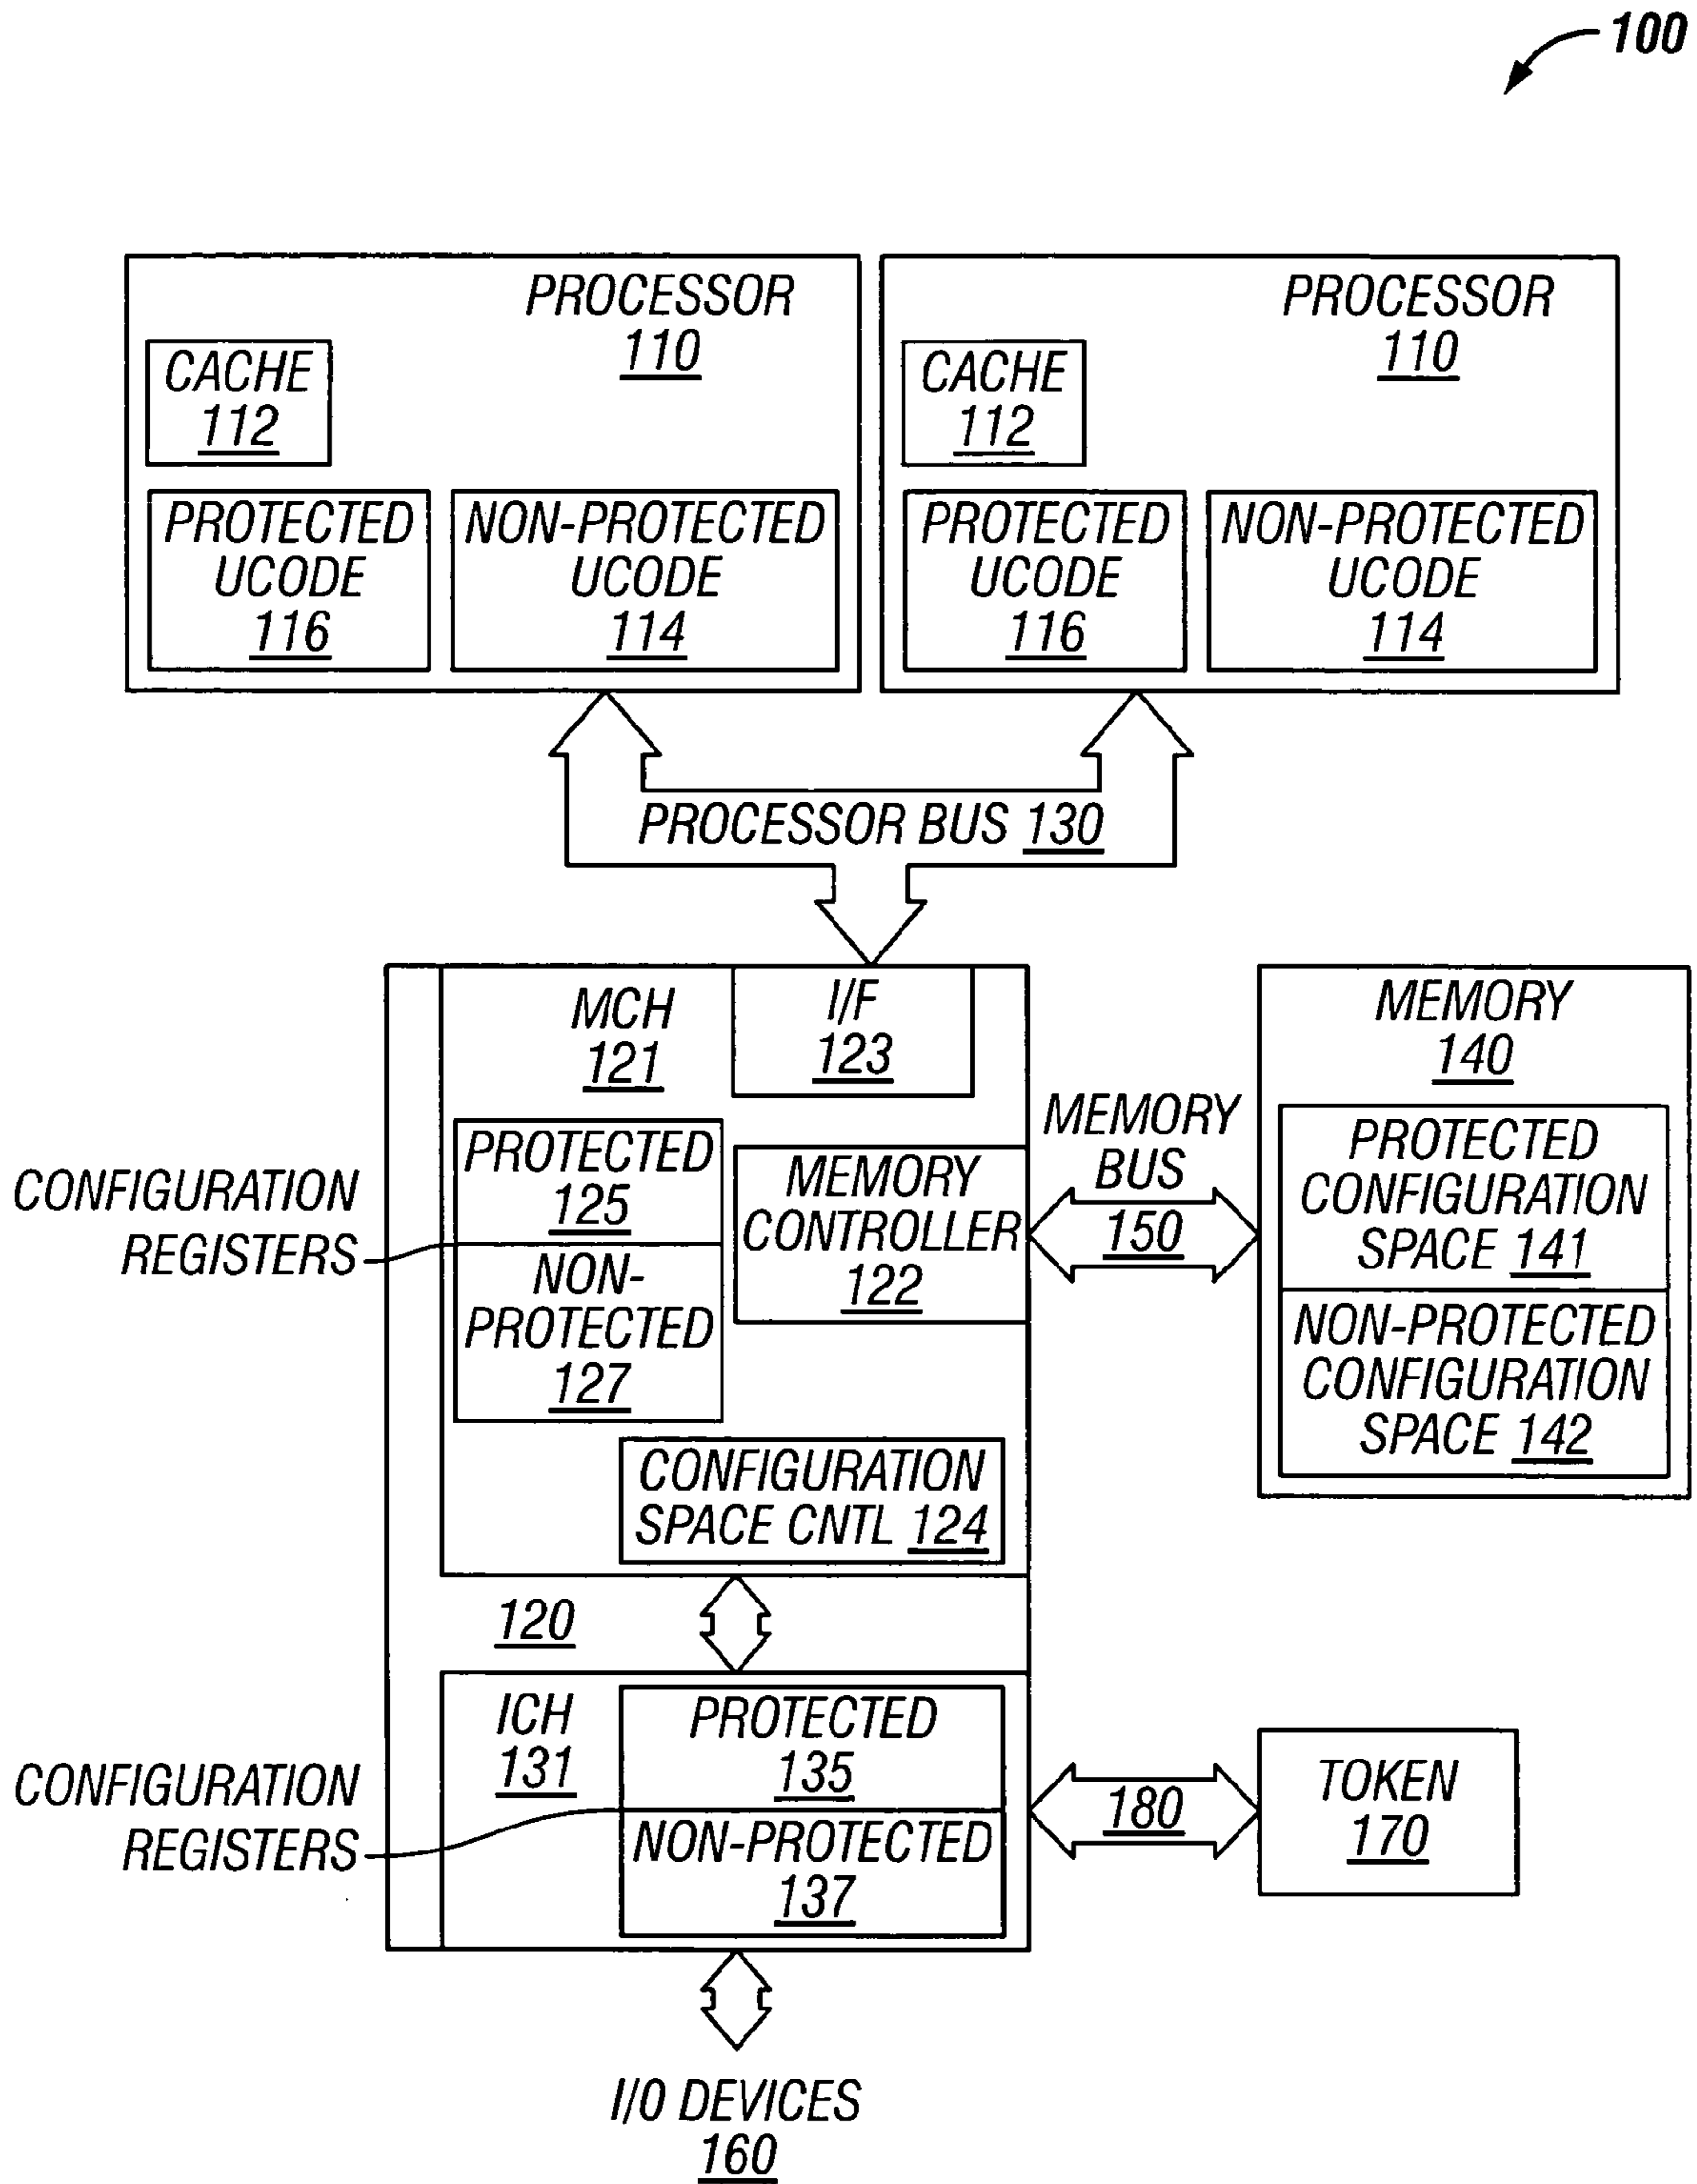 100
PROCESSOR
110
CACHE
112
PROTECTED
UCODE
116
NON-PROTECTED
UCODE
114
PROCESSOR
110
CACHE
112
PROTECTED
UCODE
116
NON-PROTECTED
UCODE
114
PROCESSOR BUS 130
MCH
121
I/F
123
CONFIGURATION
REGISTERS
PROTECTED
125
NON-
PROTECTED
127
MEMORY
CONTROLLER
122
CONFIGURATION
SPACE CNTL 124
MEMORY
BUS
150
MEMORY
140
PROTECTED
CONFIGURATION
SPACE 141
NON-PROTECTED
CONFIGURATION
SPACE 142
120
ICH
131
CONFIGURATION
REGISTERS
PROTECTED
135
NON-PROTECTED
137
180
TOKEN
170
I/O DEVICES
160